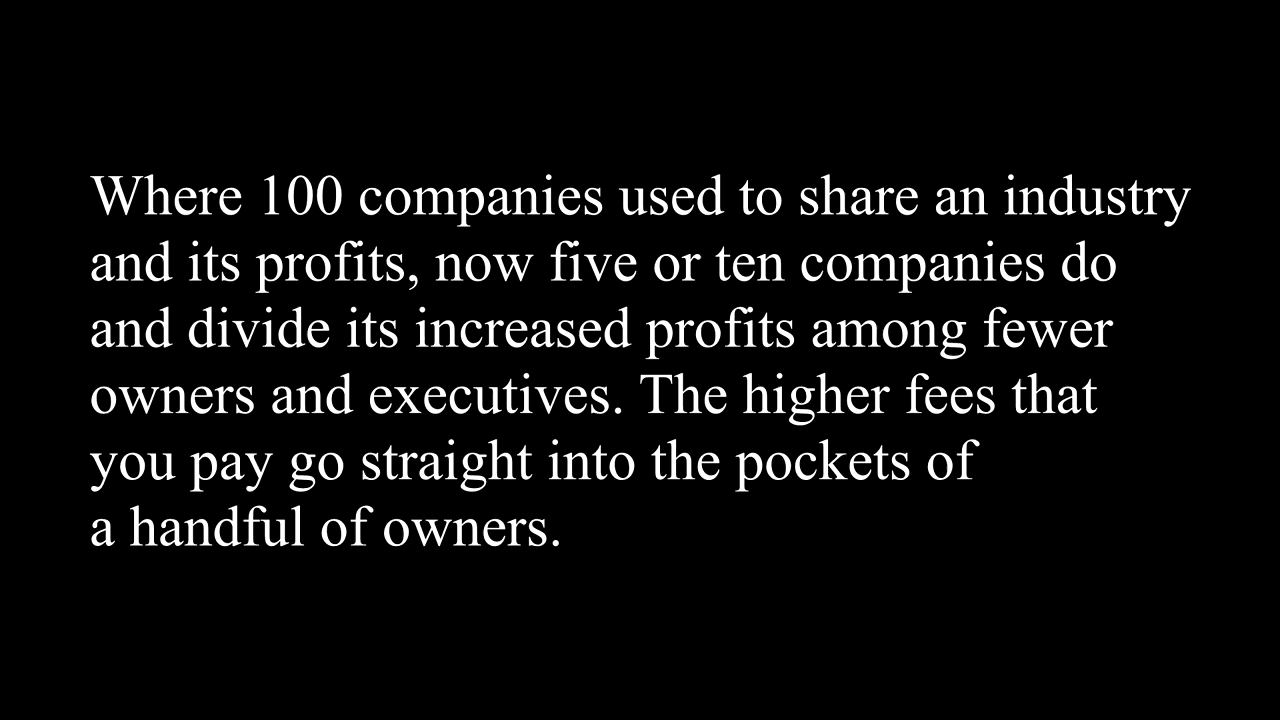 Where 100 companies used to share an industry
and its profits, now five or ten companies do
and divide its increased profits among fewer
owners and executives. The higher fees that
you pay go straight into the pockets of
a handful of owners.